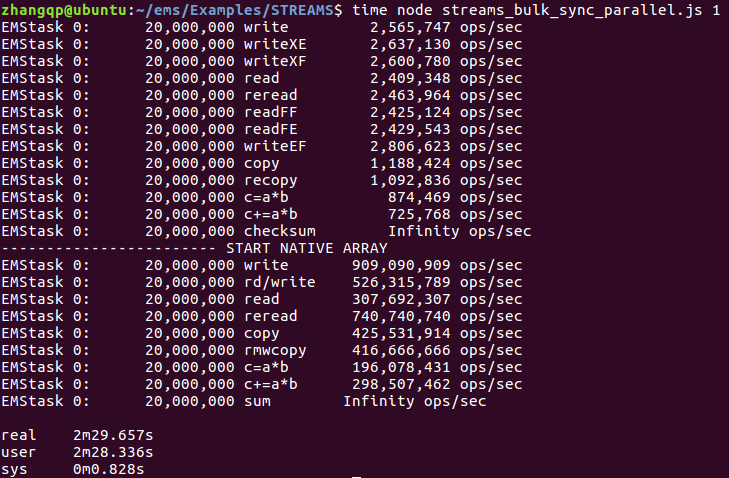 zhangqp@ubuntu:~/ems/Examples/STREAMS$ time node streams_bulk_sync_parallel.js 1
EMStask 0:      20,000,000 write         2,565,747 ops/sec
EMStask 0:      20,000,000 writeXE       2,637,130 ops/sec
EMStask 0:      20,000,000 writeXF       2,600,780 ops/sec
EMStask 0:      20,000,000 read          2,409,348 ops/sec
EMStask 0:      20,000,000 reread        2,463,964 ops/sec
EMStask 0:      20,000,000 readFF        2,425,124 ops/sec
EMStask 0:      20,000,000 readFE        2,429,543 ops/sec
EMStask 0:      20,000,000 writeEF       2,806,623 ops/sec
EMStask 0:      20,000,000 copy          1,188,424 ops/sec
EMStask 0:      20,000,000 recopy        1,092,836 ops/sec
EMStask 0:      20,000,000 c=a*b           874,469 ops/sec
EMStask 0:      20,000,000 c+=a*b          725,768 ops/sec
EMStask 0:      20,000,000 checksum        Infinity ops/sec
------------------------ START NATIVE ARRAY
EMStask 0:      20,000,000 write       909,090,909 ops/sec
EMStask 0:      20,000,000 rd/write    526,315,789 ops/sec
EMStask 0:      20,000,000 read        307,692,307 ops/sec
EMStask 0:      20,000,000 reread      740,740,740 ops/sec
EMStask 0:      20,000,000 copy        425,531,914 ops/sec
EMStask 0:      20,000,000 rmwcopy     416,666,666 ops/sec
EMStask 0:      20,000,000 c=a*b       196,078,431 ops/sec
EMStask 0:      20,000,000 c+=a*b      298,507,462 ops/sec
EMStask 0:      20,000,000 sum        Infinity ops/sec
real    2m29.657s
user    2m28.336s
sys     0m0.828s